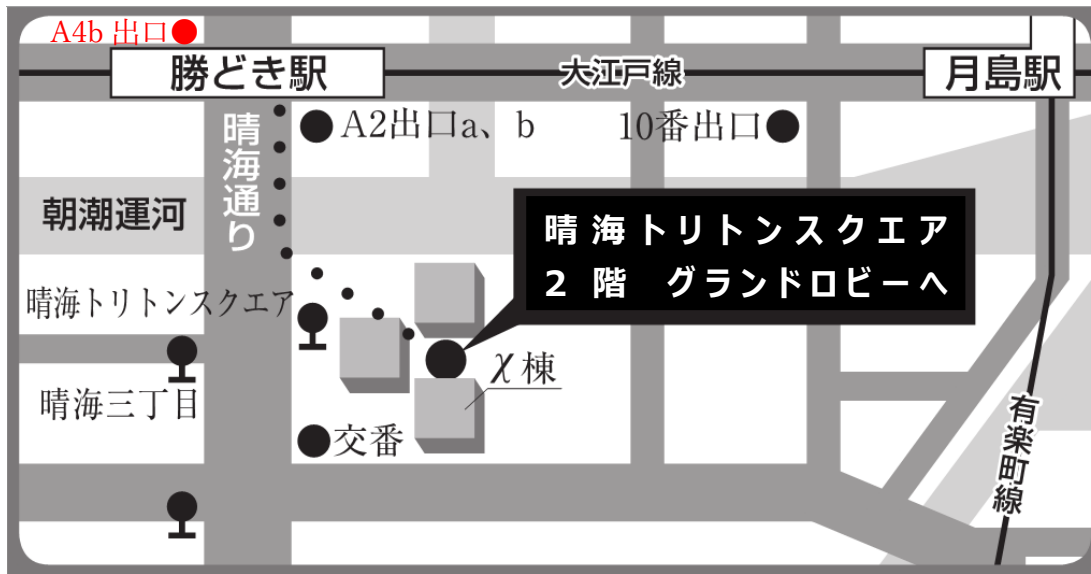 A4b 出口
勝どき駅
大江戸線
月島駅
A2出口a、b
10番出口
晴海通り
朝潮運河
晴海トリトンスクエア
2階 グランドロビーへ
晴海トリトンスクエア
χ棟
晴海三丁目
交番
有楽町線